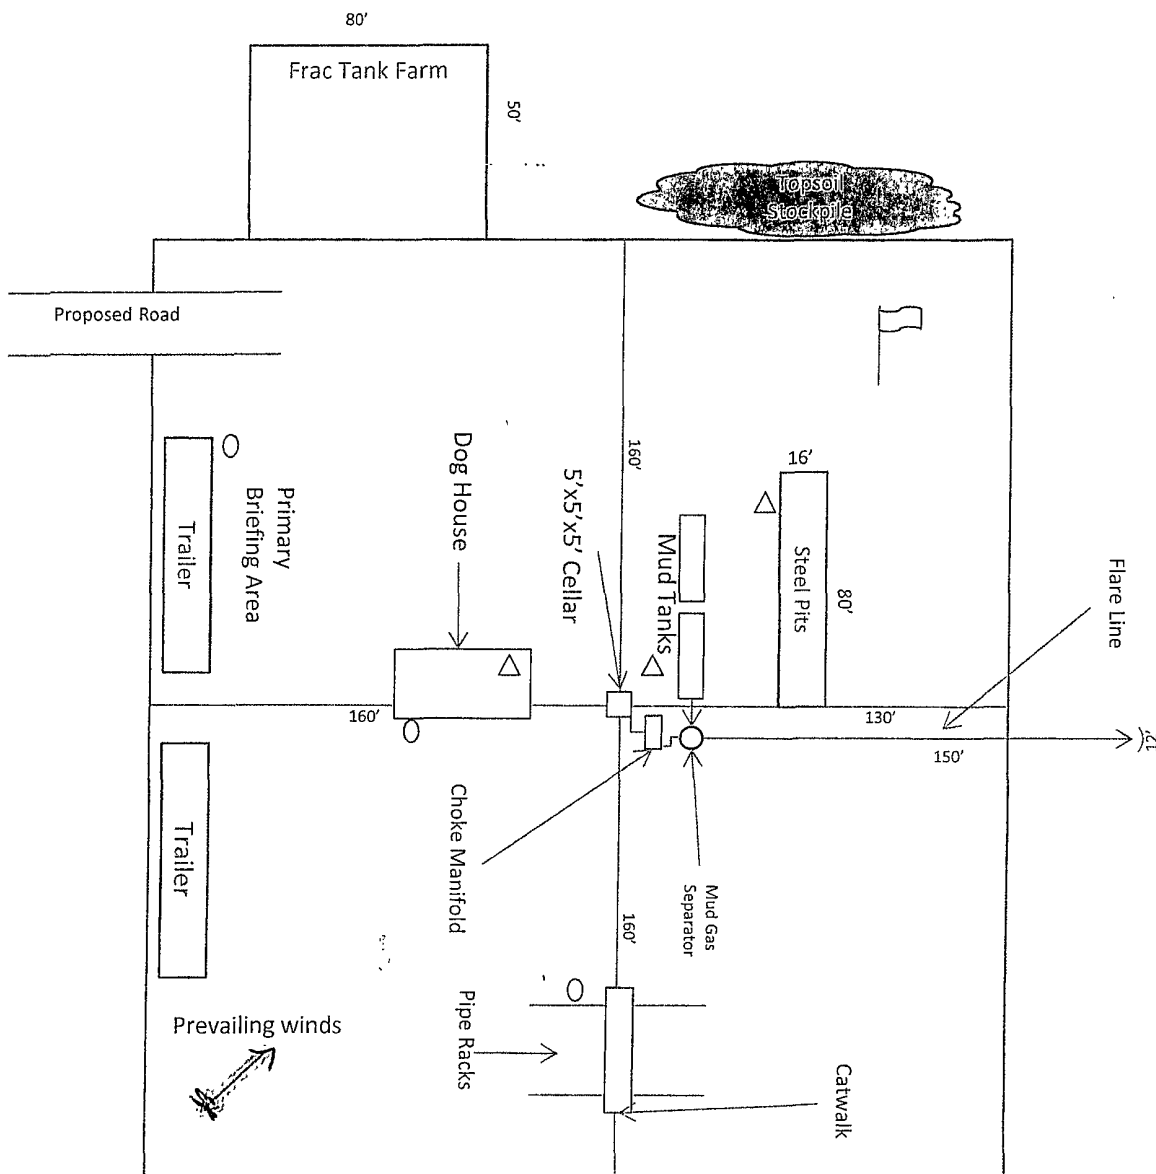 80'
Frac Tank Farm
50'
Topsoil
Stockpile
Proposed Road
160'
16'
Dog House
5'x5'x5' Cellar
Mud Tanks
Steel Pits
80'
Flare Line
Primary
Briefing Area
Trailer
160'
130'
150'
Trailer
Choke Manifold
Mud Gas
Separator
160'
Prevailing winds
Pipe Racks
Catwalk